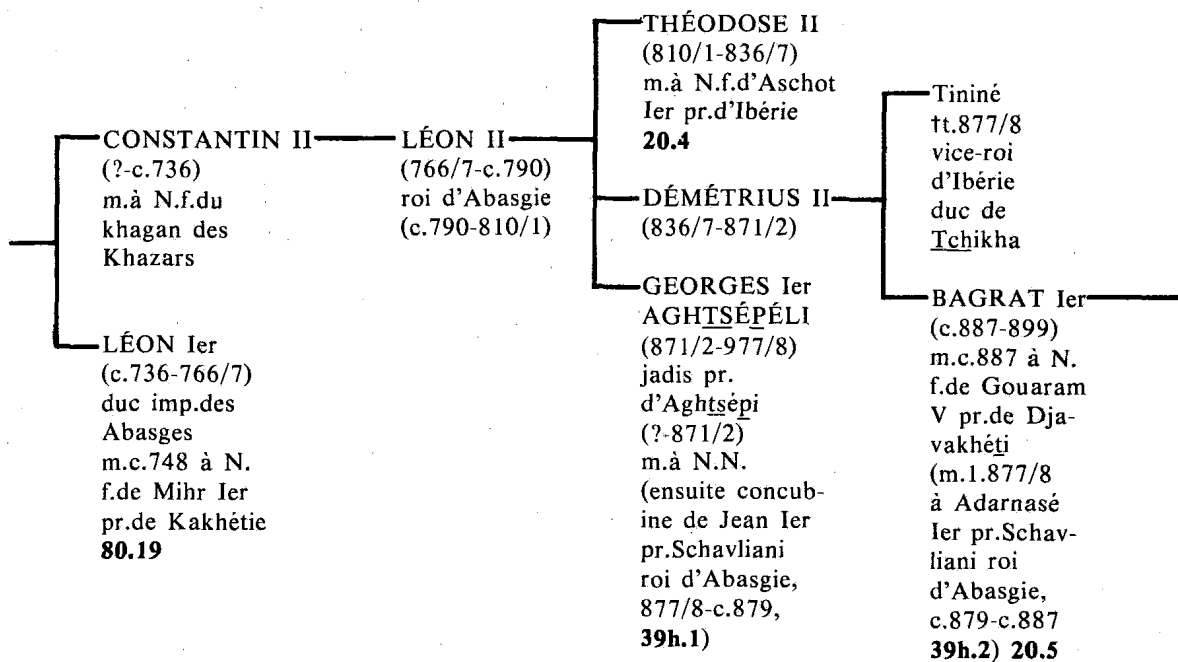 CONSTANTIN II
(?-c.736)
m.à N.f.du
khagan des
Khazars
LÉON Ier
(c.736-766/7)
duc imp.des
Abasges
m.c.748 à N.
f.de Mihr Ier
pr.de Kakhétie
80.19
LÉON II
(766/7-c.790)
roi d'Abasgie
(c.790-810/1)
THÉODOSE II
(810/1-836/7)
m.à N.f.d'Aschot
Ier pr.d'Ibérie
20.4
DÉMÉTRIUS II
(836/7-871/2)
GEORGES Ier
AGHTSÉPÉLI
(871/2-977/8)
jadis pr.
d'Aghtsépi
(?-871/2)
m.à N.N.
(ensuite concub-
ine de Jean Ier
pr.Schavliani
roi d'Abasgie,
877/8-c.879,
39h.1)
Tininé
†t.877/8
vice-roi
d'Ibérie
duc de
Tchikha
BAGRAT Ier
(c.887-899)
m.c.887 à N.
f.de Gouaram
V pr.de Dja-
vakhéti
(m.1.877/8
à Adarnasé
Ier pr.Schav-
liani roi
d'Abasgie,
c.879-c.887
39h.2) 20.5